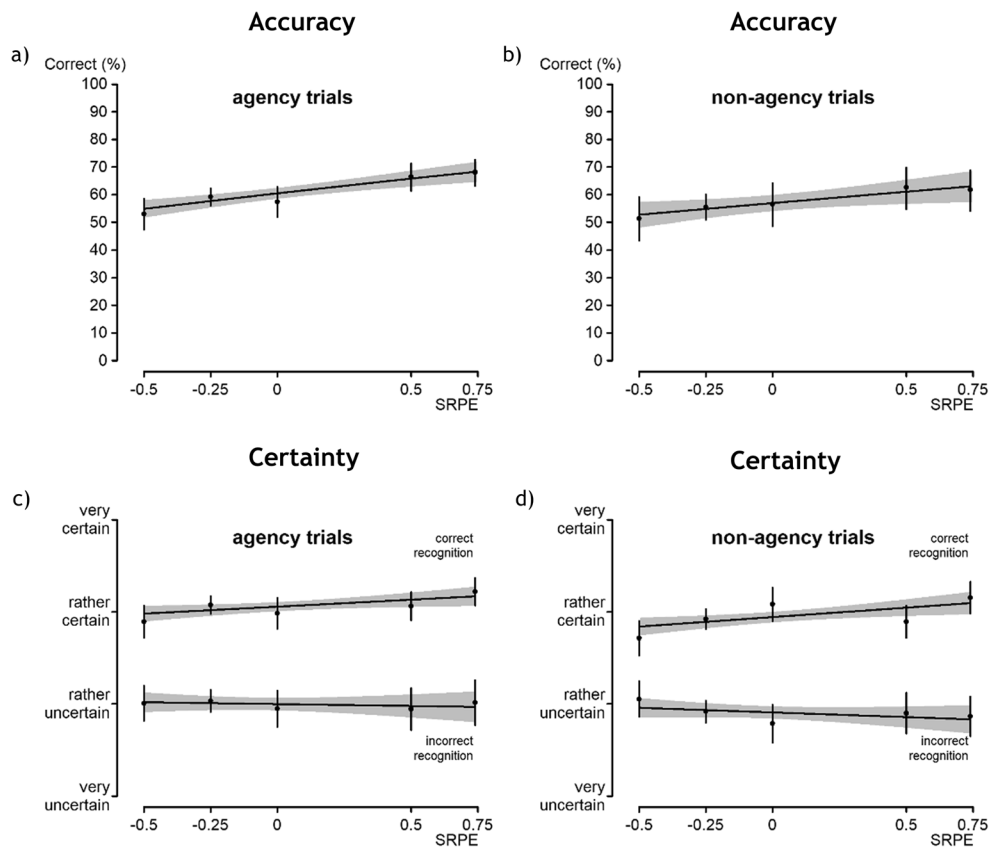 Accuracy
a)
Correct (%)
agency trials
100
90
80
70
60
50
40
30
20
10
0
-0.5
-0.25
0
0.5
0.75
SRPE
Accuracy
b)
Correct (%)
non-agency trials
100
90
80
70
60
50
40
30
20
10
0
-0.5
-0.25
0
0.5
0.75
SRPE
Certainty
c)
very
certain
agency trials
correct
recognition
rather
certain
rather
uncertain
incorrect
recognition
very
uncertain
-0.5
-0.25
0
0.5
0.75
SRPE
Certainty
d)
very
certain
non-agency trials
correct
recognition
rather
certain
rather
uncertain
incorrect
recognition
very
uncertain
-0.5
-0.25
0
0.5
0.75
SRPE